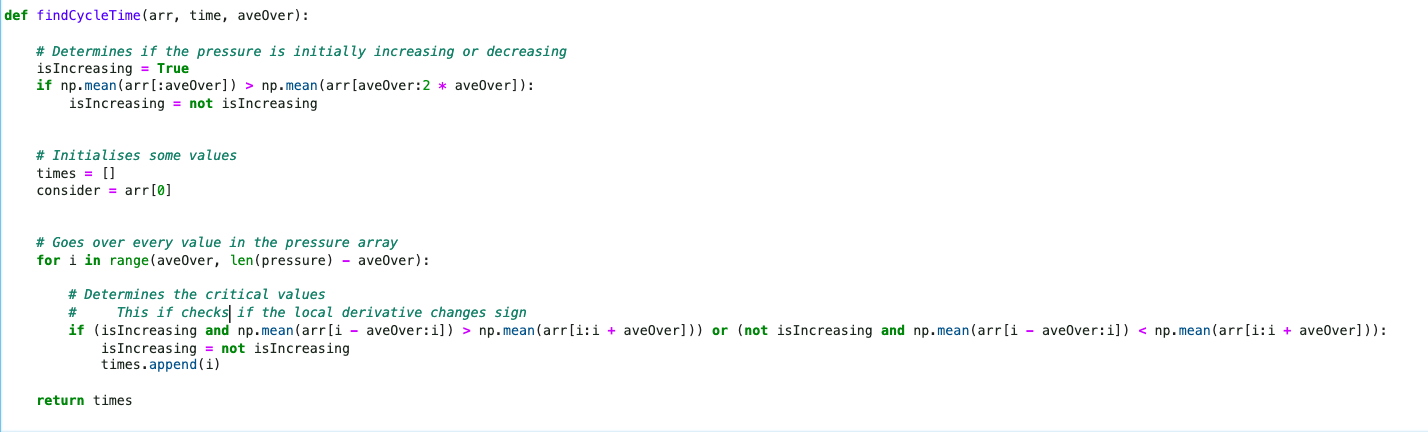 def findCycleTime(arr, time, aveOver):
# Determines if the pressure is initially increasing or decreasing
isIncreasing = True
if np.mean(arr[:aveOver]) > np.mean(arr[aveOver:2 * aveOver]):
isIncreasing = not isIncreasing
# Initialises some values
times = []
consider = arr[0]
# Goes over every value in the pressure array
for i in range(aveOver, len(pressure) - aveOver):
# Determines the critical values
#     This if checks if the local derivative changes sign
if (isIncreasing and np.mean(arr[i - aveOver:i]) > np.mean(arr[i:i + aveOver])) or (not isIncreasing and np.mean(arr[i - aveOver:i]) < np.mean(arr[i:i + aveOver])):
isIncreasing = not isIncreasing
times.append(i)
return times